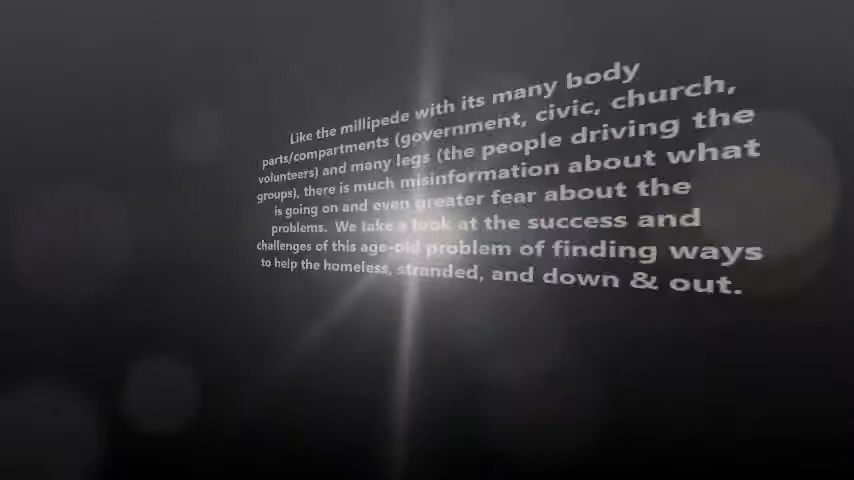 Like the millipede with its many body
parts/compartments (government, civic, church,
volunteers) and many legs (the people driving the
groups), there is much misinformation about what
is going on and even greater fear about the
problems. We take a look at the success and
challenges of this age-old problem of finding ways
to help the homeless, stranded, and down & out.